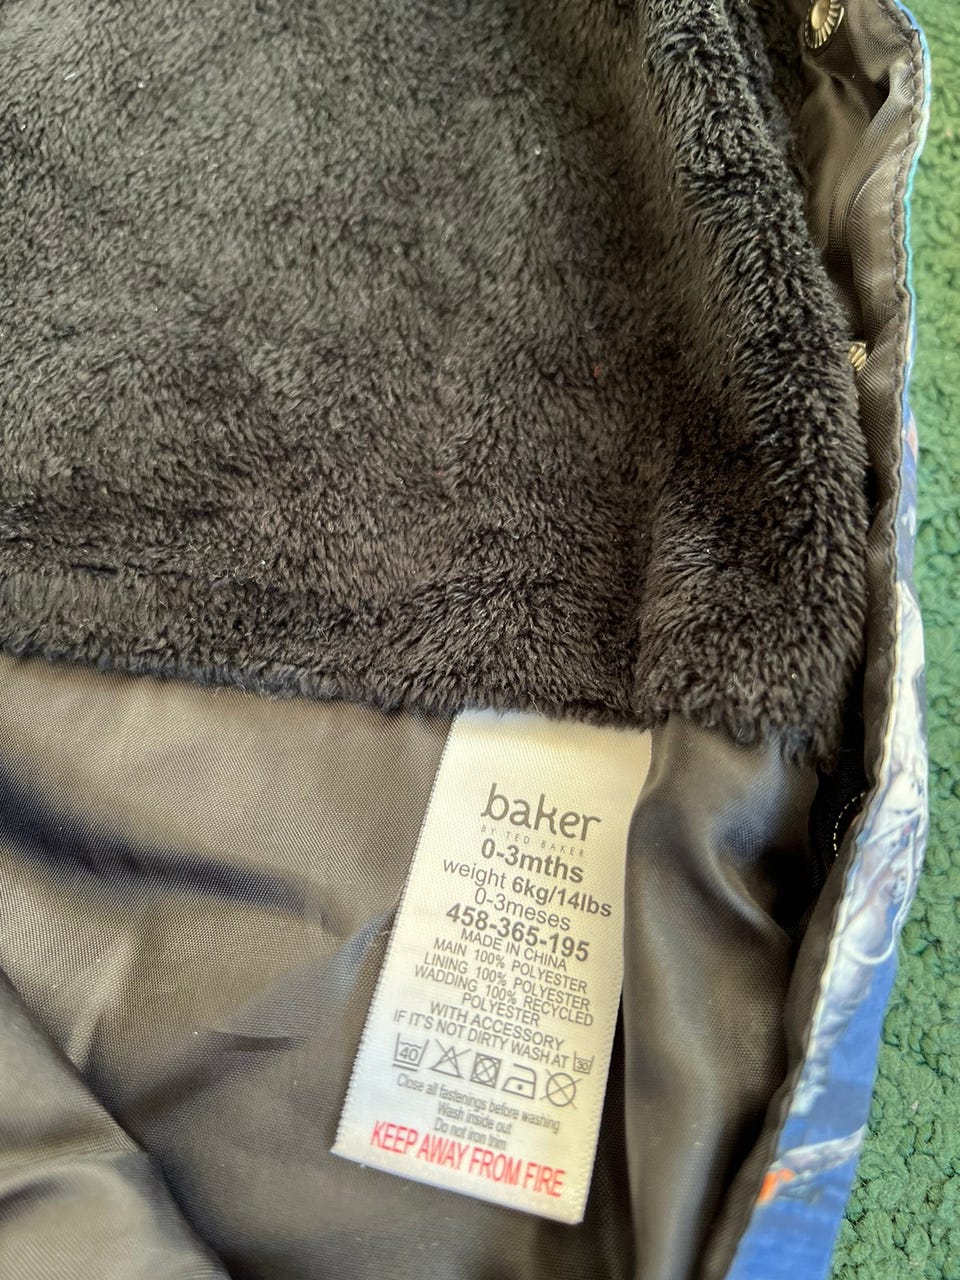 baker
BY TED BAKER
0-3mths
weight 6kg/14lbs
0-3meses
458-365-195
MADE IN CHINA
MAIN 100% POLYESTER
LINING 100% POLYESTER
WADDING 100% RECYCLED
POLYESTER
WITH ACCESSORY
IF IT'S NOT DIRTY WASH AT 30
40
Close all fastenings before washing
Wash inside out
Do not iron trim
KEEP AWAY FROM FIRE